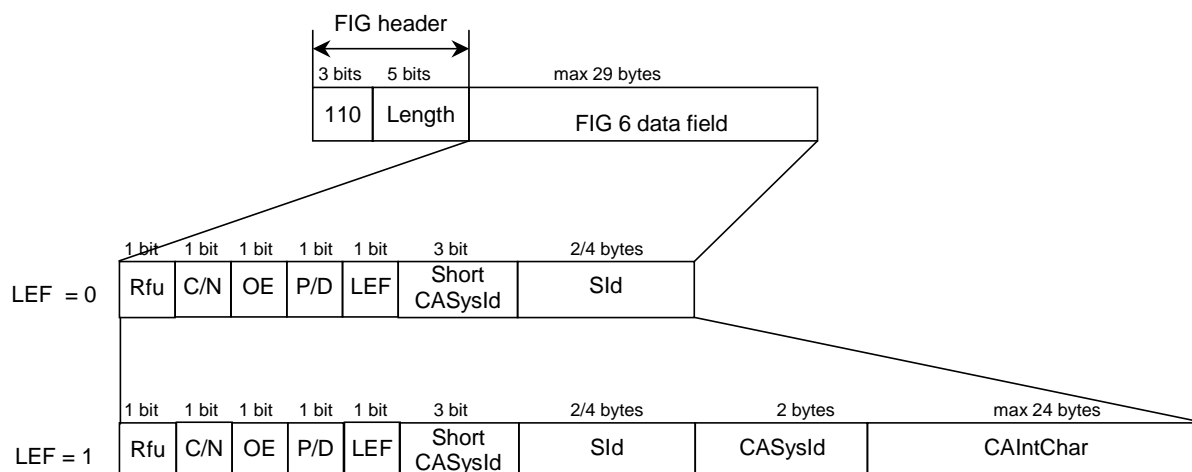 FIG header
3 bits 5 bits max 29 bytes
110 Length FIG 6 data field
1 bit 1 bit 1 bit 1 bit 1 bit 3 bit 2/4 bytes
LEF = 0 Rfu C/N OE P/D LEF Short CASysId SId
1 bit 1 bit 1 bit 1 bit 1 bit 3 bit 2/4 bytes 2 bytes max 24 bytes
LEF = 1 Rfu C/N OE P/D LEF Short CASysId SId CASysId CAIntChar